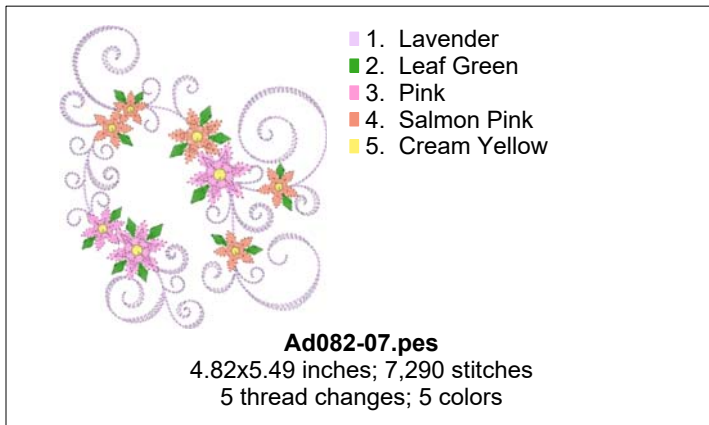 1. Lavender
2. Leaf Green
3. Pink
4. Salmon Pink
5. Cream Yellow
Ad082-07.pes
4.82x5.49 inches; 7,290 stitches
5 thread changes; 5 colors